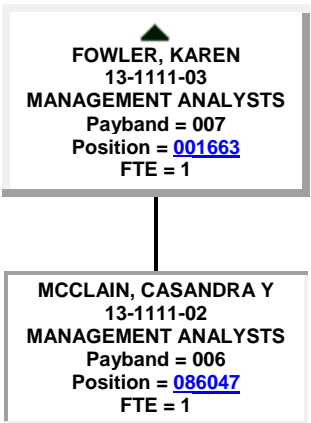 FOWLER, KAREN
13-1111-03
MANAGEMENT ANALYSTS
Payband = 007
Position = 001663
FTE = 1
MCCLAIN, CASANDRA Y
13-1111-02
MANAGEMENT ANALYSTS
Payband = 006
Position = 086047
FTE = 1